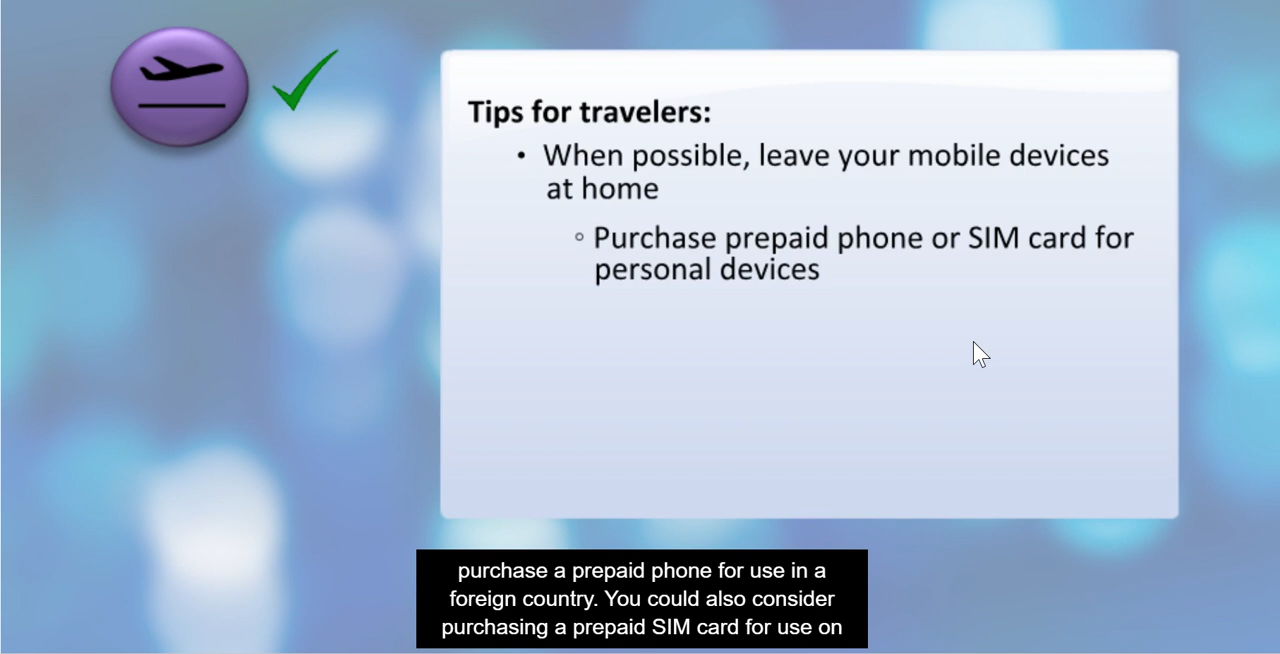 Tips for travelers:
• When possible, leave your mobile devices
at home
◦ Purchase prepaid phone or SIM card for
personal devices
purchase a prepaid phone for use in a
foreign country. You could also consider
purchasing a prepaid SIM card for use on